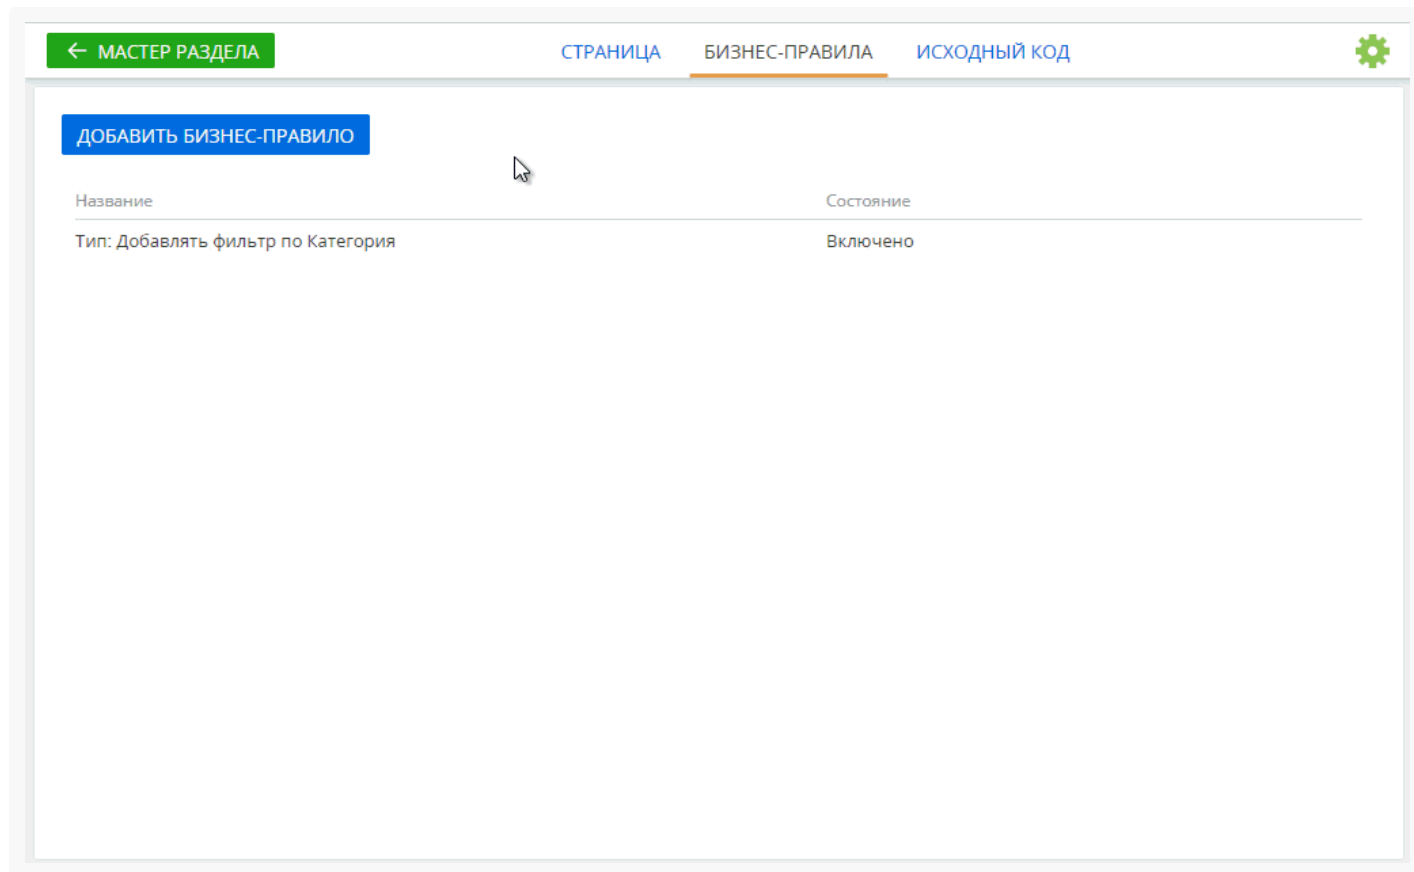 ← МАСТЕР РАЗДЕЛА СТРАНИЦА БИЗНЕС-ПРАВИЛА ИСХОДНЫЙ КОД
ДОБАВИТЬ БИЗНЕС-ПРАВИЛО
Название Состояние
Тип: Добавлять фильтр по Категория Включено